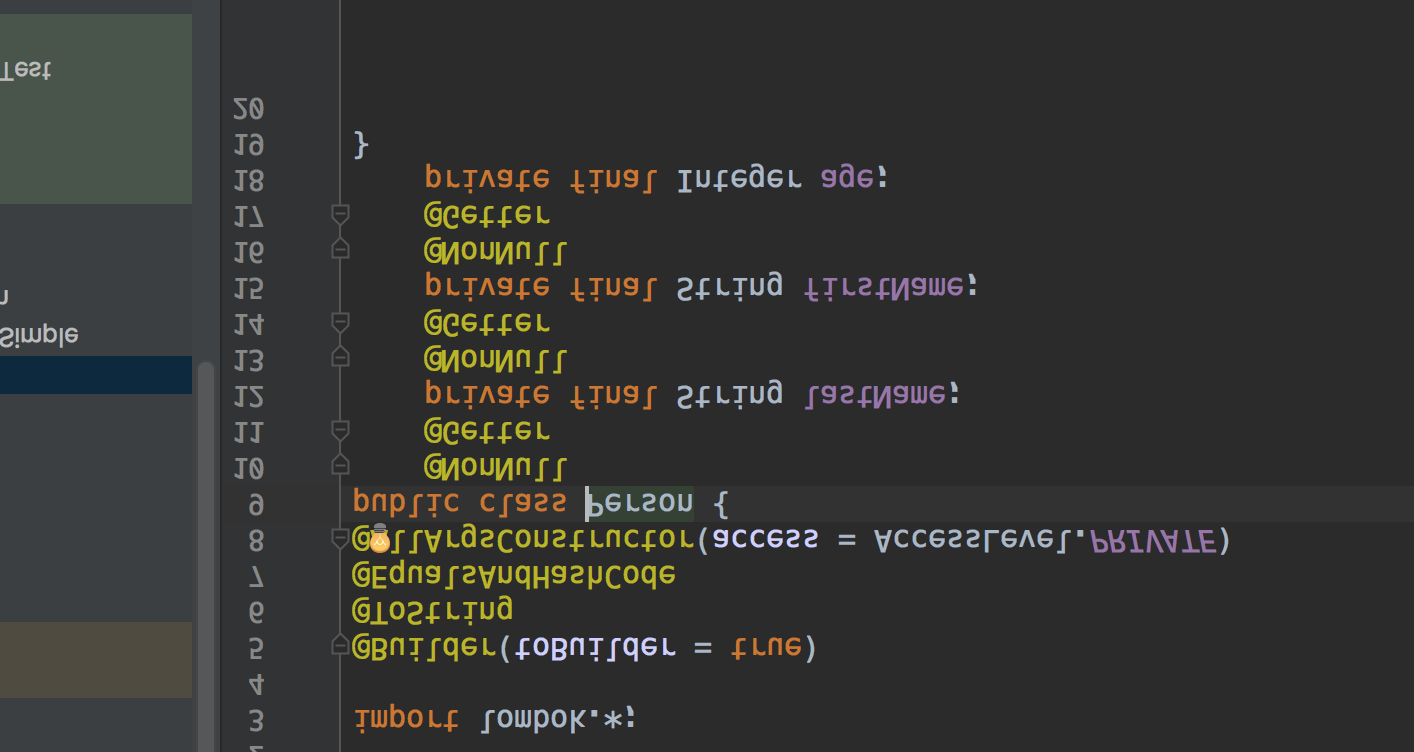 Simple
n
Test
3 import lombok.*;
4
5 @Builder(toBuilder = true)
6 @ToString
7 @EqualsAndHashCode
8 @AllArgsConstructor(access = AccessLevel.PRIVATE)
9 public class Person {
10 @NonNull
11 @Getter
12 private final String lastName;
13 @NonNull
14 @Getter
15 private final String firstName;
16 @NonNull
17 @Getter
18 private final Integer age;
19 }
20